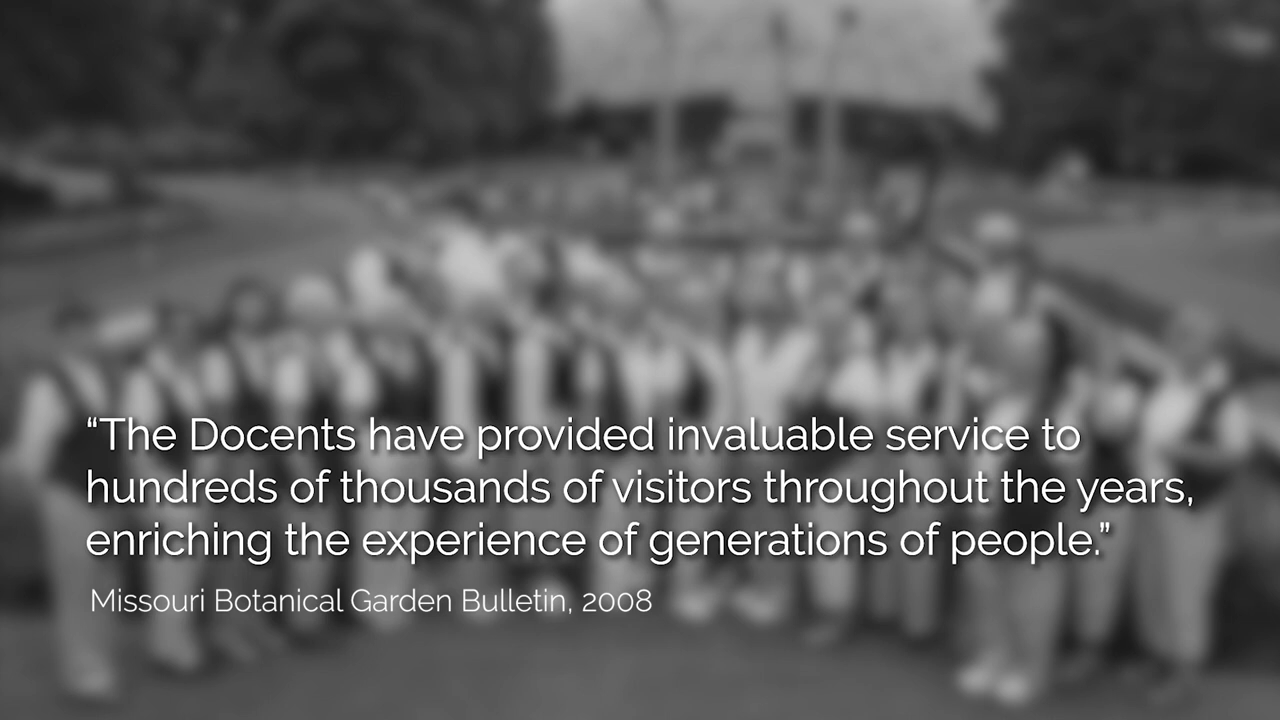 “The Docents have provided invaluable service to
hundreds of thousands of visitors throughout the years,
enriching the experience of generations of people.”
Missouri Botanical Garden Bulletin, 2008